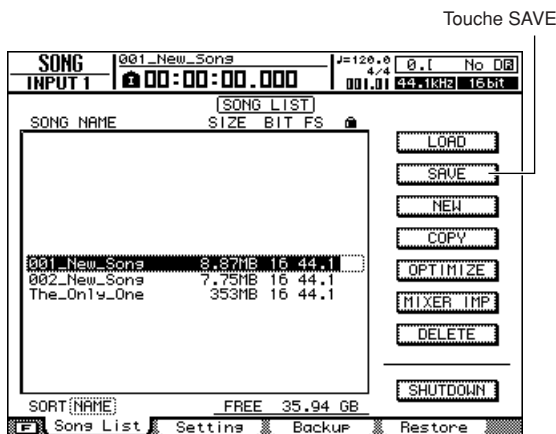 Touche SAVE
SONG
INPUT 1
001_New_Song
00:00:00.000
♩=120.0
4/4
001.01
0.[ No D
44.1kHz 16bit
SONG LIST
SONG NAME SIZE BIT FS
001_New_Song 8.87MB 16 44.1
002_New_Song 7.75MB 16 44.1
The_Only_One 353MB 16 44.1
LOAD
SAVE
NEW
COPY
OPTIMIZE
MIXER IMP
DELETE
SHUTDOWN
SORT NAME FREE 35.94 GB
F Song List Setting Backup Restore